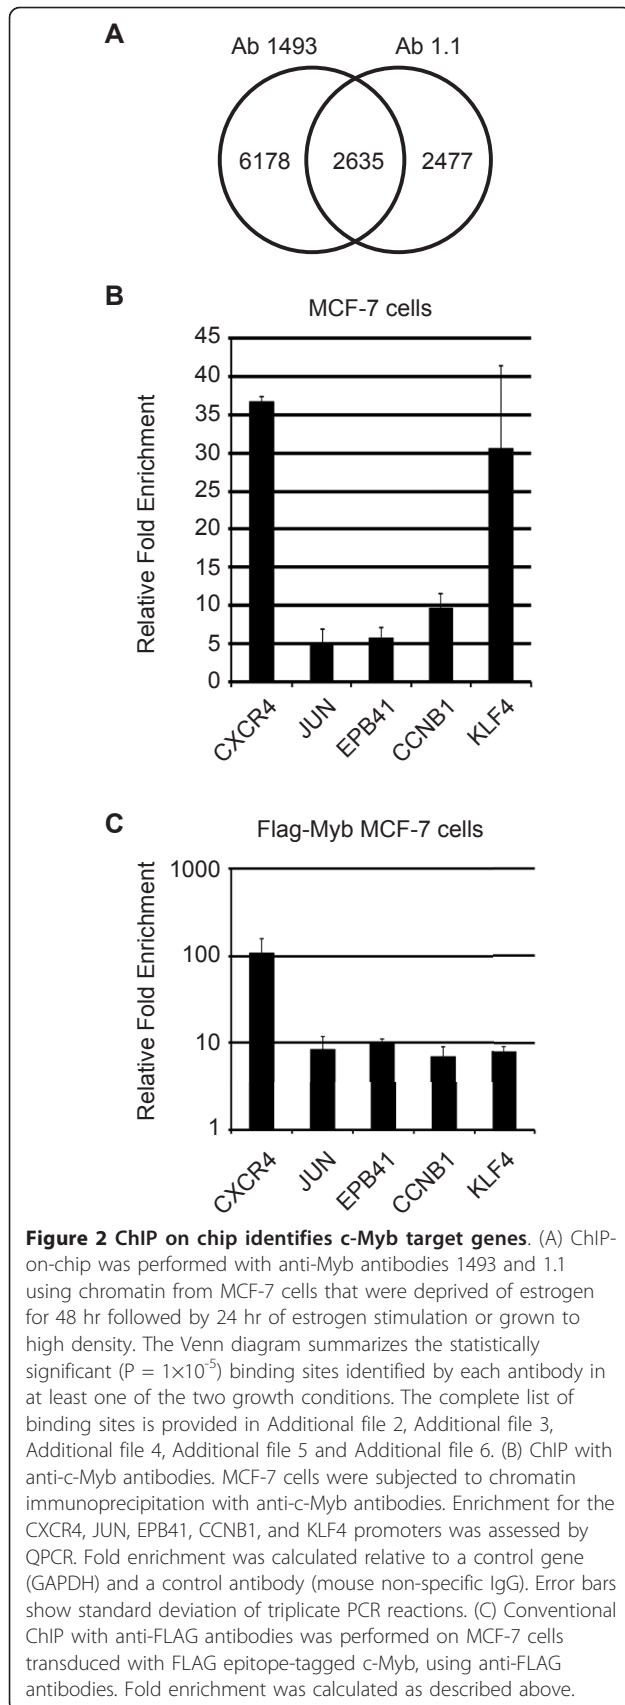 A
Ab 1493 Ab 1.1
6178 2635 2477
B
MCF-7 cells
Relative Fold Enrichment
45
40
35
30
25
20
15
10
5
0
CXCR4
JUN
EPB41
CCNB1
KLF4
C
Flag-Myb MCF-7 cells
Relative Fold Enrichment
1000
100
10
1
CXCR4
JUN
EPB41
CCNB1
KLF4
Figure 2 ChIP on chip identifies c-Myb target genes. (A) ChIP-
on-chip was performed with anti-Myb antibodies 1493 and 1.1
using chromatin from MCF-7 cells that were deprived of estrogen
for 48 hr followed by 24 hr of estrogen stimulation or grown to
high density. The Venn diagram summarizes the statistically
significant (P = 1×10⁻⁵) binding sites identified by each antibody in
at least one of the two growth conditions. The complete list of
binding sites is provided in Additional file 2, Additional file 3,
Additional file 4, Additional file 5 and Additional file 6. (B) ChIP with
anti-c-Myb antibodies. MCF-7 cells were subjected to chromatin
immunoprecipitation with anti-c-Myb antibodies. Enrichment for the
CXCR4, JUN, EPB41, CCNB1, and KLF4 promoters was assessed by
QPCR. Fold enrichment was calculated relative to a control gene
(GAPDH) and a control antibody (mouse non-specific IgG). Error bars
show standard deviation of triplicate PCR reactions. (C) Conventional
ChIP with anti-FLAG antibodies was performed on MCF-7 cells
transduced with FLAG epitope-tagged c-Myb, using anti-FLAG
antibodies. Fold enrichment was calculated as described above.